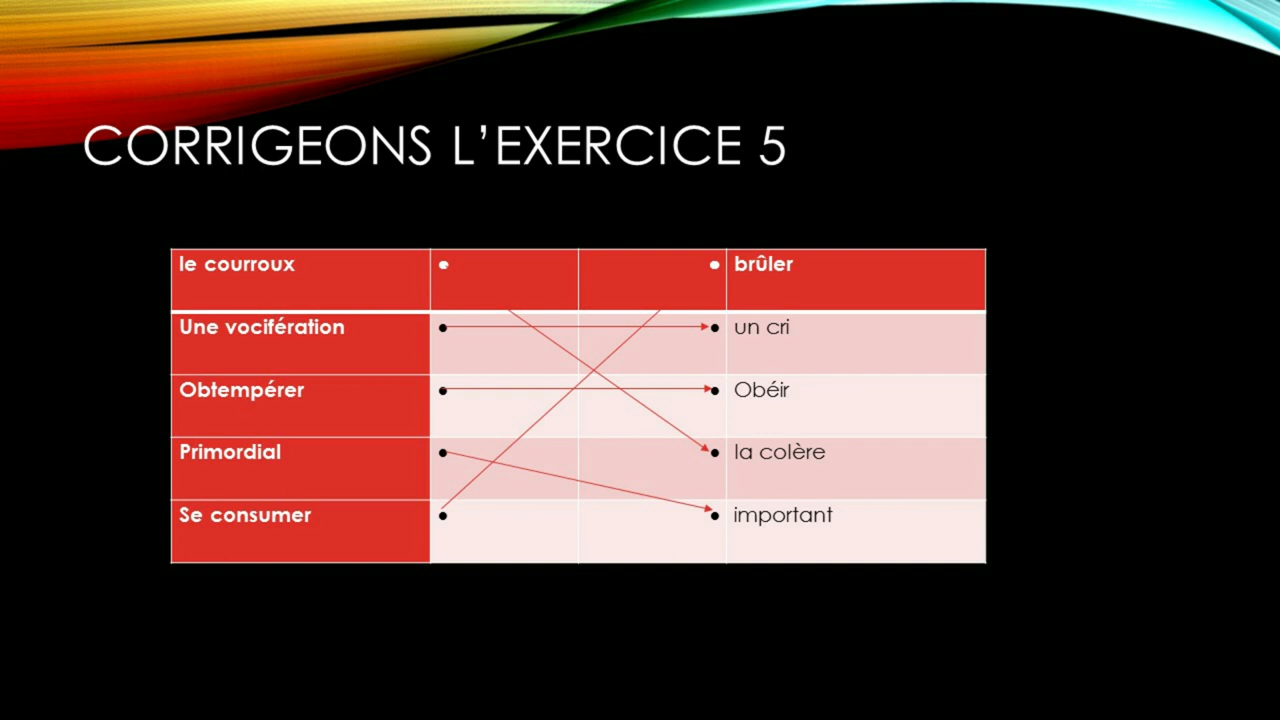 CORRIGEONS L’EXERCICE 5
le courroux • • brûler
Une vocifération • • un cri
Obtempérer • • Obéir
Primordial • • la colère
Se consumer • • important